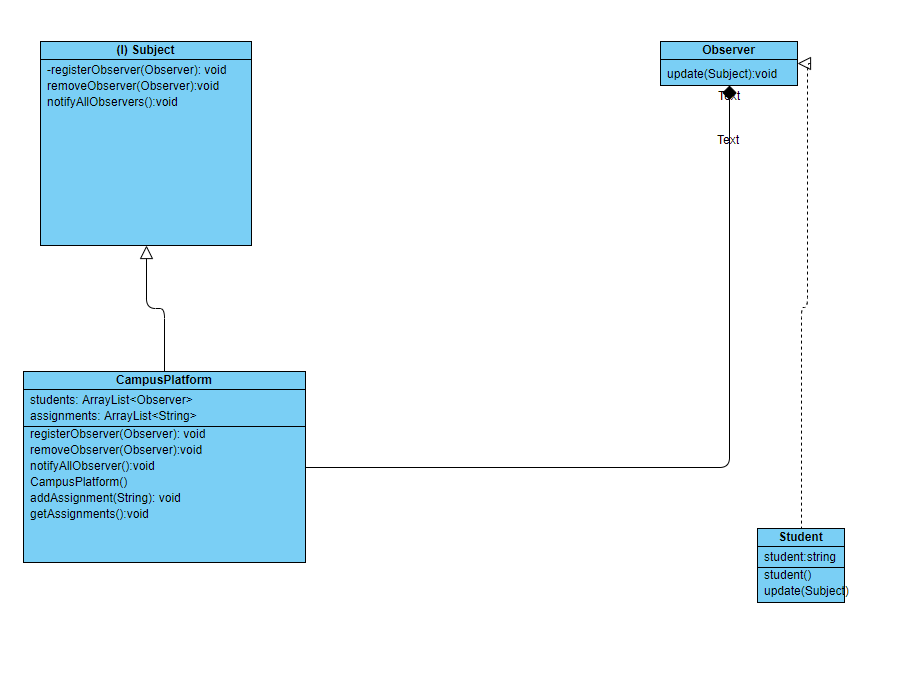 (I) Subject
-registerObserver(Observer): void
removeObserver(Observer):void
notifyAllObservers():void
Observer
update(Subject):void
Text
Text
CampusPlatform
students: ArrayList<Observer>
assignments: ArrayList<String>
registerObserver(Observer): void
removeObserver(Observer):void
notifyAllObserver():void
CampusPlatform()
addAssignment(String): void
getAssignments():void
Student
student:string
student()
update(Subject)